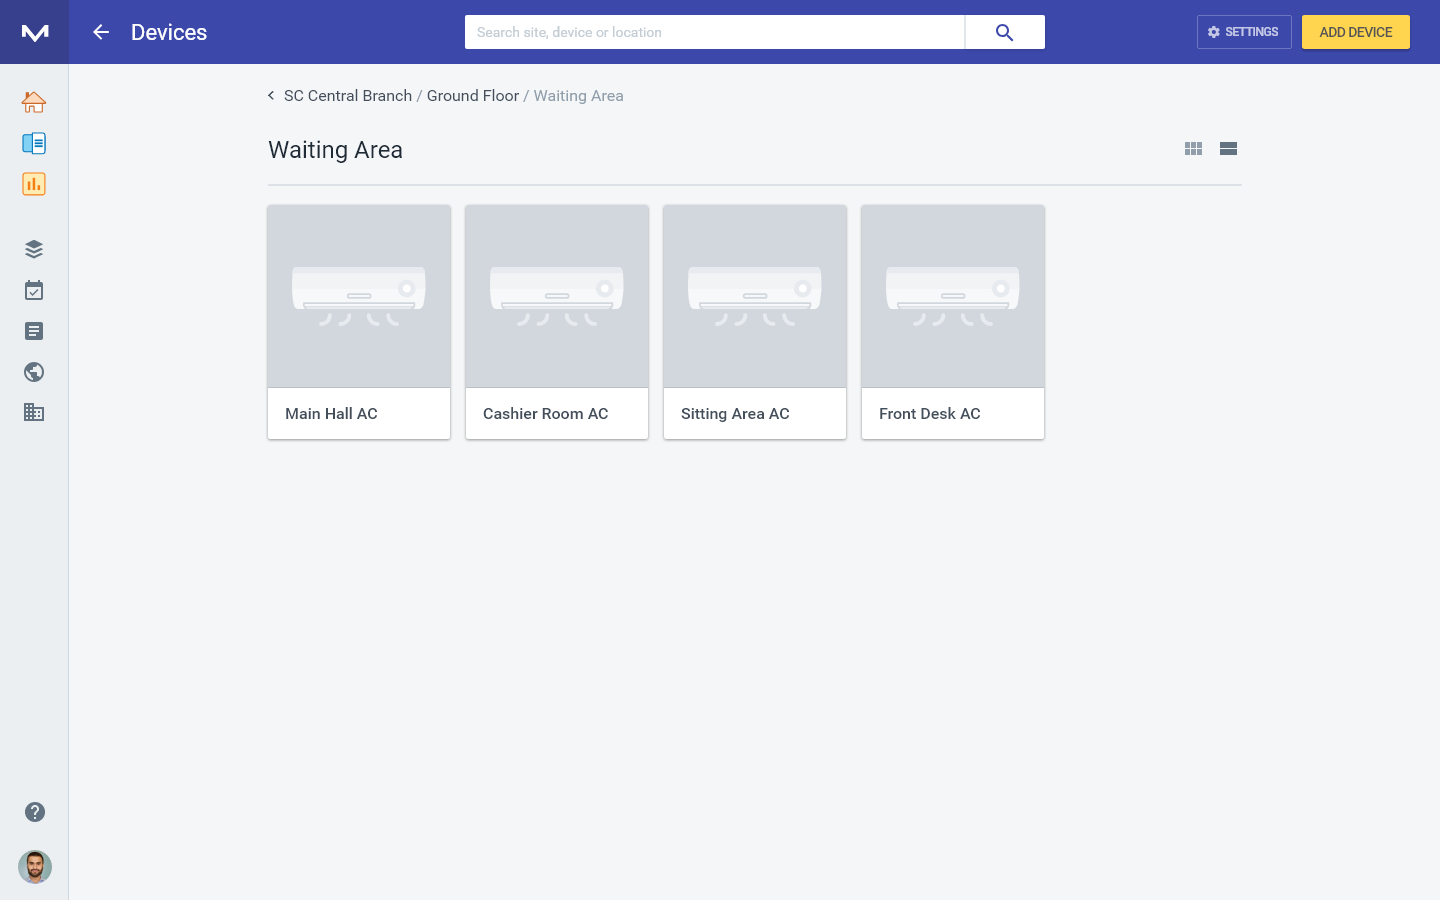 Devices
Search site, device or location
SETTINGS
ADD DEVICE
SC Central Branch / Ground Floor / Waiting Area
Waiting Area
Main Hall AC
Cashier Room AC
Sitting Area AC
Front Desk AC